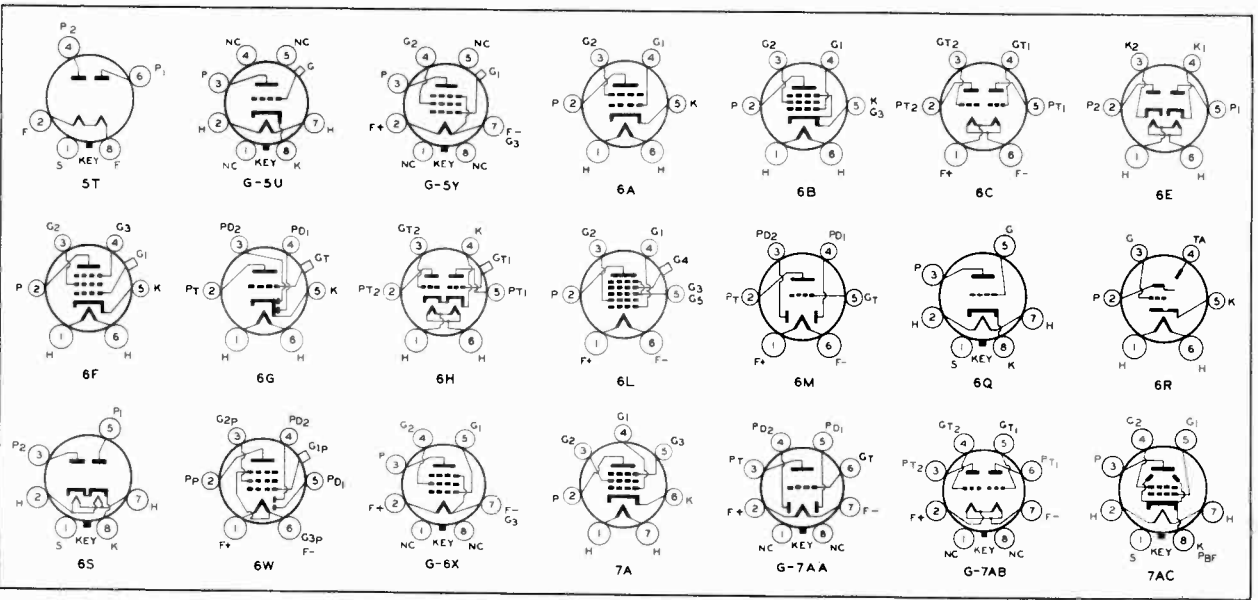 P2 4 P1 6 F 2 S 1 KEY 8 F
5T
NC 4 NC 5 G P 3 H 2 7 H NC 1 KEY 8 K
G-5U
G2 4 NC 5 G1 P 3 F+ 2 7 F- G3 NC 1 KEY 8 NC
G-5Y
G2 3 G1 4 P 2 5 K 1 H 6 H
6A
G2 3 G1 4 P 2 5 K G3 1 H 6 H
6B
GT2 3 GT1 4 PT2 2 5 PT1 1 F+ 6 F-
6C
K2 3 K1 4 P2 2 5 P1 1 H 6 H
6E
G2 3 G3 4 G1 P 2 5 K 1 H 6 H
6F
PD2 3 PD1 4 GT PT 2 5 K 1 H 6 H
6G
GT2 3 K 4 GT1 PT2 2 5 PT1 1 H 6 H
6H
G2 3 G1 4 G4 P 2 5 G3 G5 1 F+ 6 F-
6L
PD2 3 PD1 4 PT 2 5 GT 1 F+ 6 F-
6M
G 5 P 3 H 2 7 H S 1 KEY 8 K
6Q
G 3 TA 4 P 2 5 K 1 H 6 H
6R
P1 5 P2 3 H 2 7 H S 1 KEY 8 K
6S
G2P 3 PD2 4 G1P PP 2 5 PD1 1 F+ 6 G3P F-
6W
G2 4 G1 5 P 3 F+ 2 7 F- G3 NC 1 KEY 8 NC
G-6X
G1 4 G2 3 5 G3 P 2 6 K 1 H 7 H
7A
PD2 4 PD1 5 PT 3 6 GT F+ 2 7 F- NC 1 KEY 8 NC
G-7AA
GT2 4 GT1 5 PT2 3 6 PT1 F+ 2 7 F- NC 1 KEY 8 NC
G-7AB
G2 4 G1 5 P 3 H 2 7 H S 1 KEY 8 K PBF
7AC